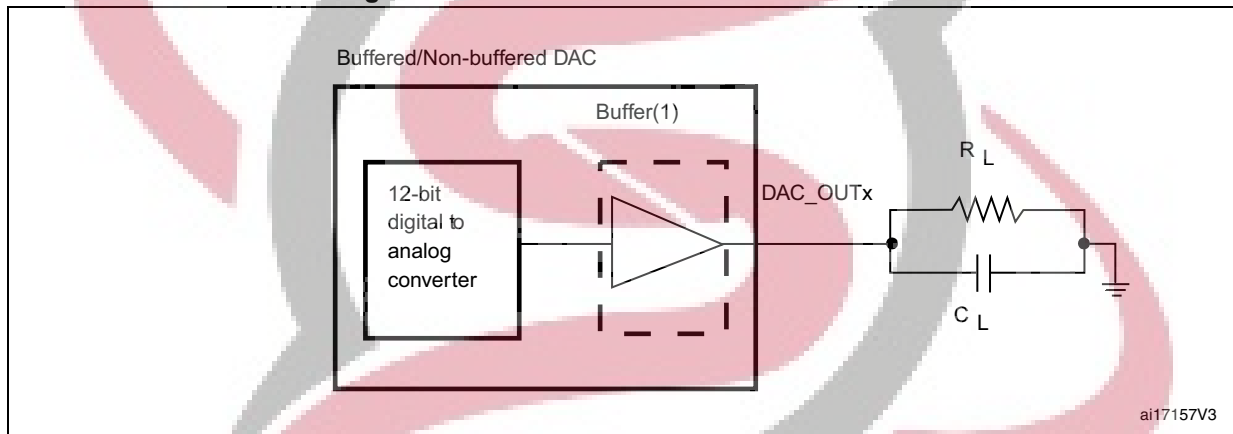 Buffered/Non-buffered DAC
Buffer(1)
12-bit
digital to
analog
converter
DAC_OUTx
R L
C L
ai17157V3